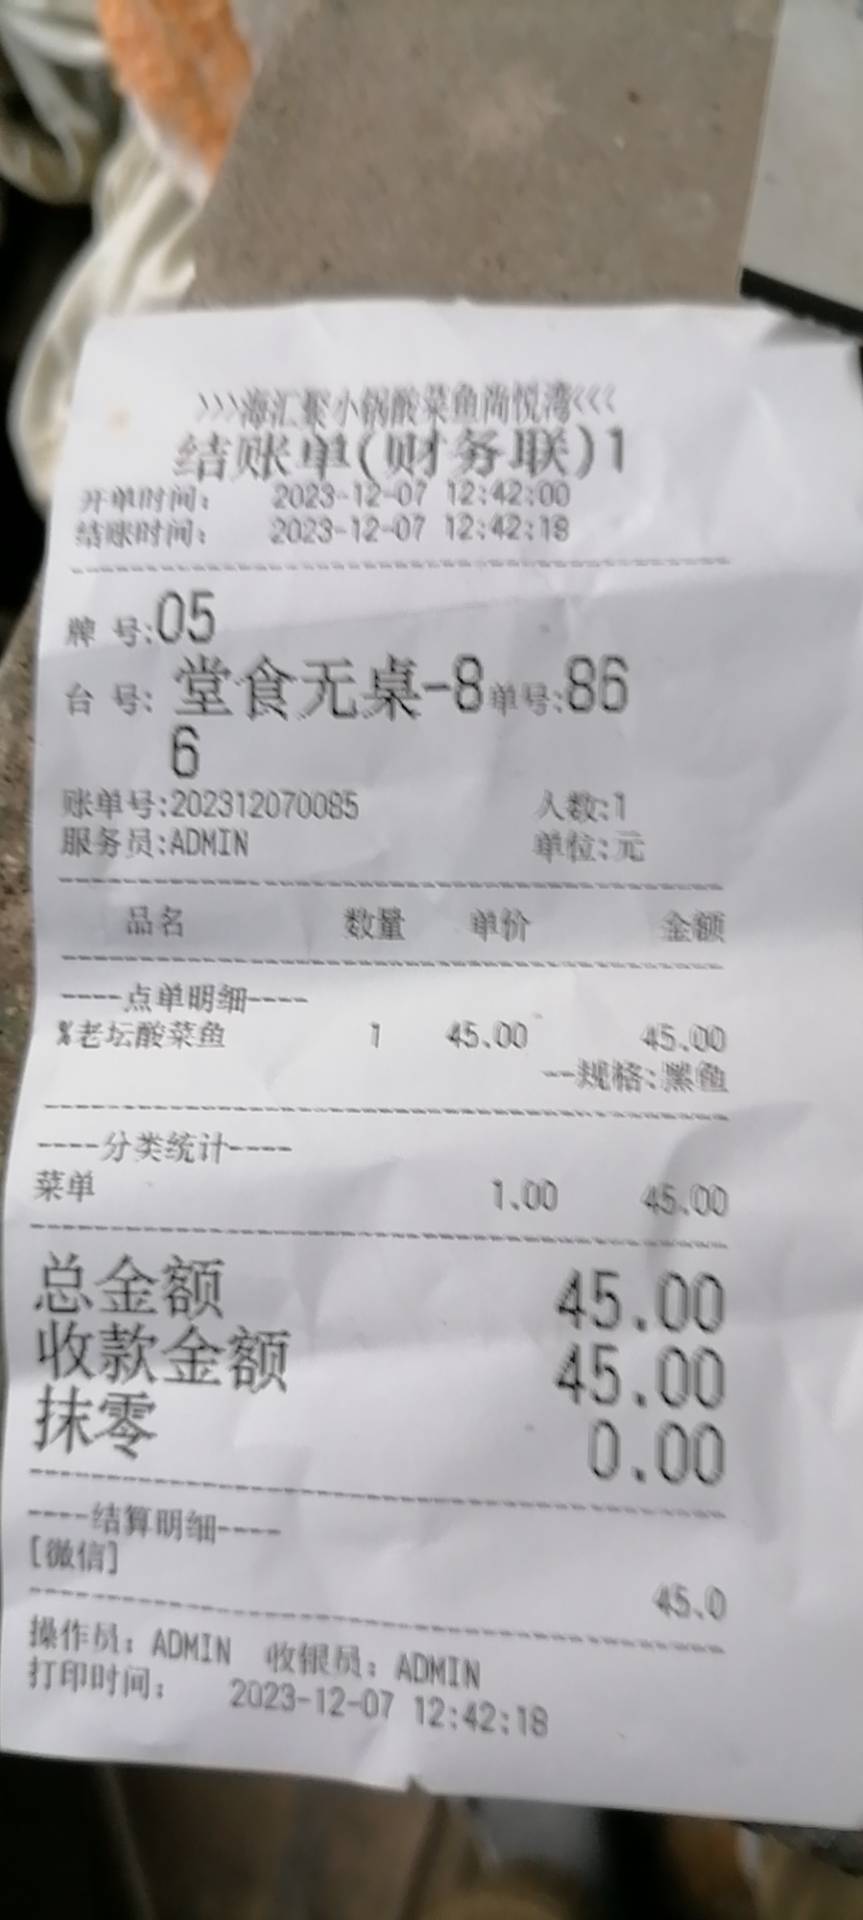 >>>海汇聚小锅酸菜鱼尚悦湾<<<
结账单(财务联)1
开单时间： 2023-12-07 12:42:00
结账时间： 2023-12-07 12:42:18
牌 号:05
台 号: 堂食无桌-8 单号:86
6
账单号:202312070085 人数:1
服务员:ADMIN 单位:元
品名 数量 单价 金额
----点单明细----
%老坛酸菜鱼 1 45.00 45.00
--规格:黑鱼
----分类统计----
菜单 1.00 45.00
总金额 45.00
收款金额 45.00
抹零 0.00
----结算明细----
[微信] 45.0
操作员: ADMIN 收银员: ADMIN
打印时间: 2023-12-07 12:42:18